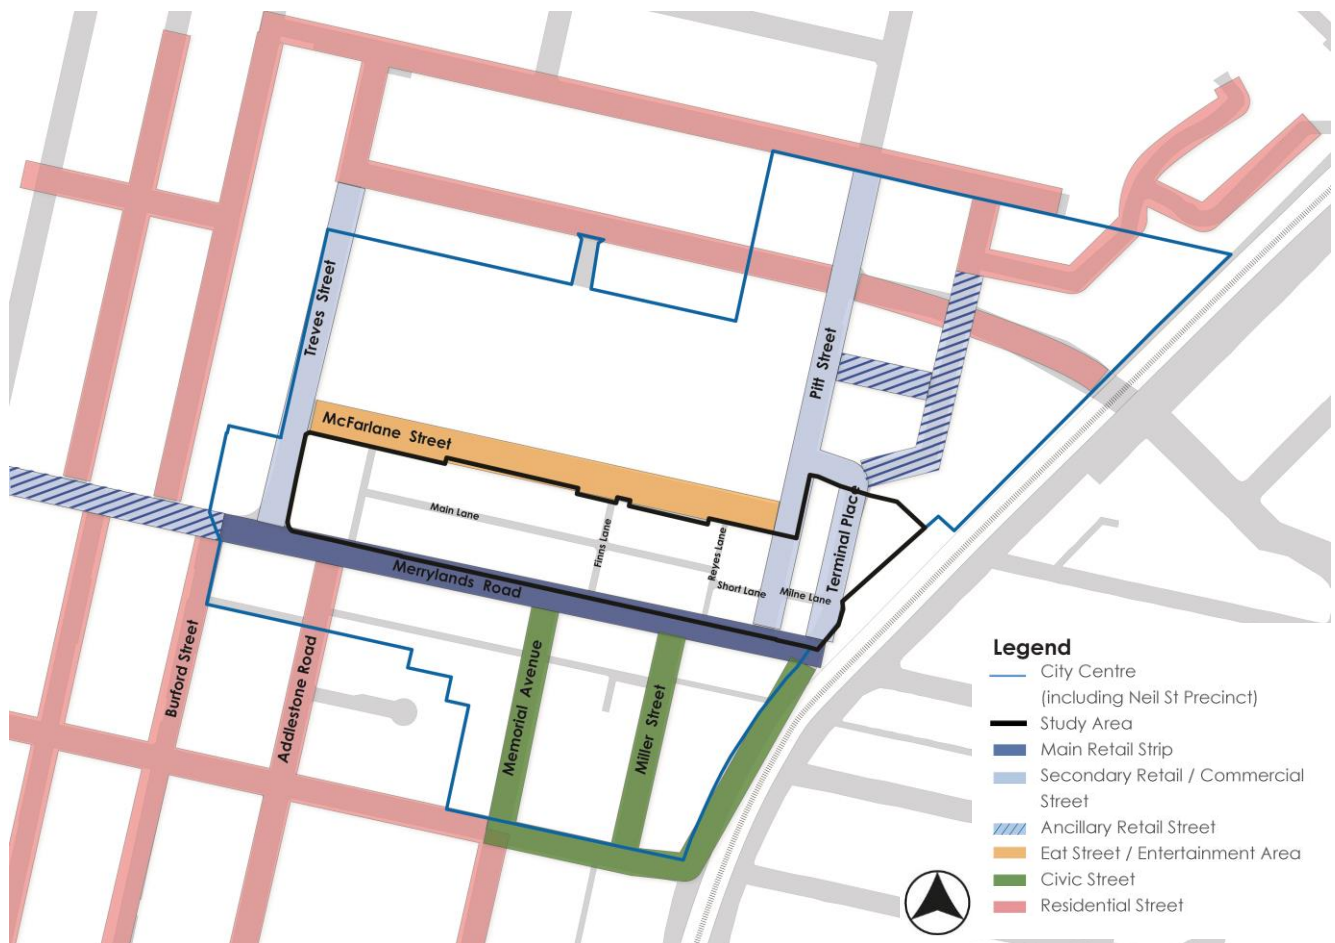 Treves Street
Pitt Street
McFarlane Street
Main Lane
Finns Lane
Reyes Lane
Short Lane
Milne Lane
Terminal Place
Merrylands Road
Burford Street
Addlestone Road
Memorial Avenue
Miller Street
Legend
City Centre
(including Neil St Precinct)
Study Area
Main Retail Strip
Secondary Retail / Commercial
Street
Ancillary Retail Street
Eat Street / Entertainment Area
Civic Street
Residential Street